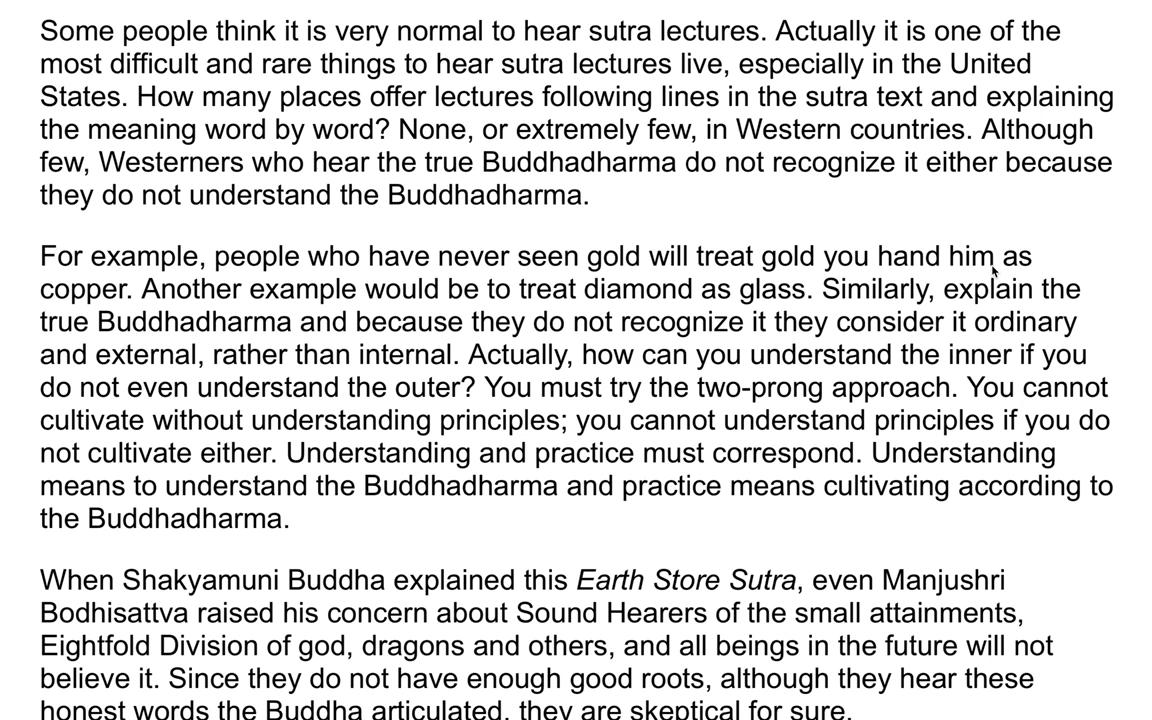 Some people think it is very normal to hear sutra lectures. Actually it is one of the
most difficult and rare things to hear sutra lectures live, especially in the United
States. How many places offer lectures following lines in the sutra text and explaining
the meaning word by word? None, or extremely few, in Western countries. Although
few, Westerners who hear the true Buddhadharma do not recognize it either because
they do not understand the Buddhadharma.
For example, people who have never seen gold will treat gold you hand him as
copper. Another example would be to treat diamond as glass. Similarly, explain the
true Buddhadharma and because they do not recognize it they consider it ordinary
and external, rather than internal. Actually, how can you understand the inner if you
do not even understand the outer? You must try the two-prong approach. You cannot
cultivate without understanding principles; you cannot understand principles if you do
not cultivate either. Understanding and practice must correspond. Understanding
means to understand the Buddhadharma and practice means cultivating according to
the Buddhadharma.
When Shakyamuni Buddha explained this Earth Store Sutra, even Manjushri
Bodhisattva raised his concern about Sound Hearers of the small attainments,
Eightfold Division of god, dragons and others, and all beings in the future will not
believe it. Since they do not have enough good roots, although they hear these
honest words the Buddha articulated, they are skeptical for sure.